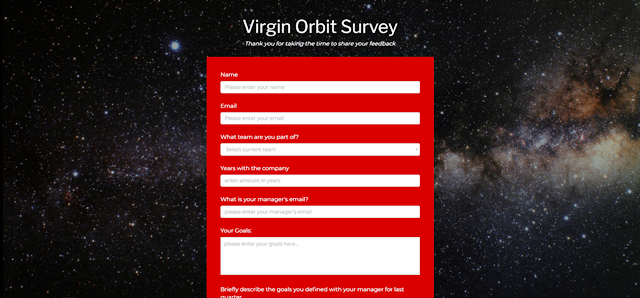 Virgin Orbit Survey
Thank you for taking the time to share your feedback
Name
Please enter your name
Email
Please enter your email
What team are you part of?
Select current team
Years with the company
enter amount in years
What is your manager's email?
please enter your manager's email
Your Goals:
please enter your goals here...
Briefly describe the goals you defined with your manager for last
quarter